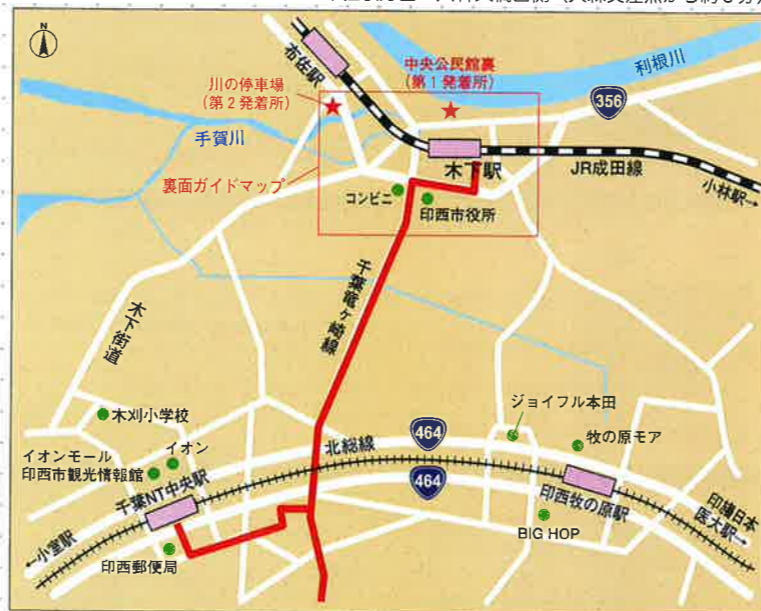 N
布佐駅
中央公民館裏
(第1発着所)
利根川
川の停車場
(第2発着所)
356
手賀川
木下駅
JR成田線
小林駅→
裏面ガイドマップ
コンビニ
印西市役所
千葉竜ヶ崎線
木下街道
木刈小学校
ジョイフル本田
464
牧の原モア
イオンモール
印西市観光情報館
イオン
北総線
464
千葉NT中央駅
印西牧の原駅
印旛日本
医大駅→
←小室駅
BIG HOP
印西郵便局